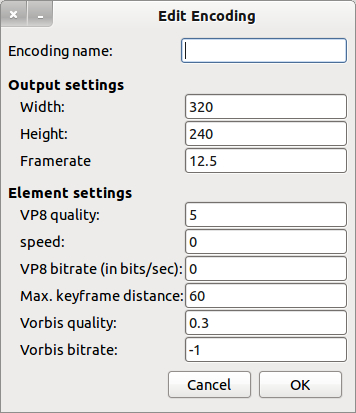 Edit Encoding
Encoding name:
Output settings
Width: 320
Height: 240
Framerate 12.5
Element settings
VP8 quality: 5
speed: 0
VP8 bitrate (in bits/sec): 0
Max. keyframe distance: 60
Vorbis quality: 0.3
Vorbis bitrate: -1
Cancel OK